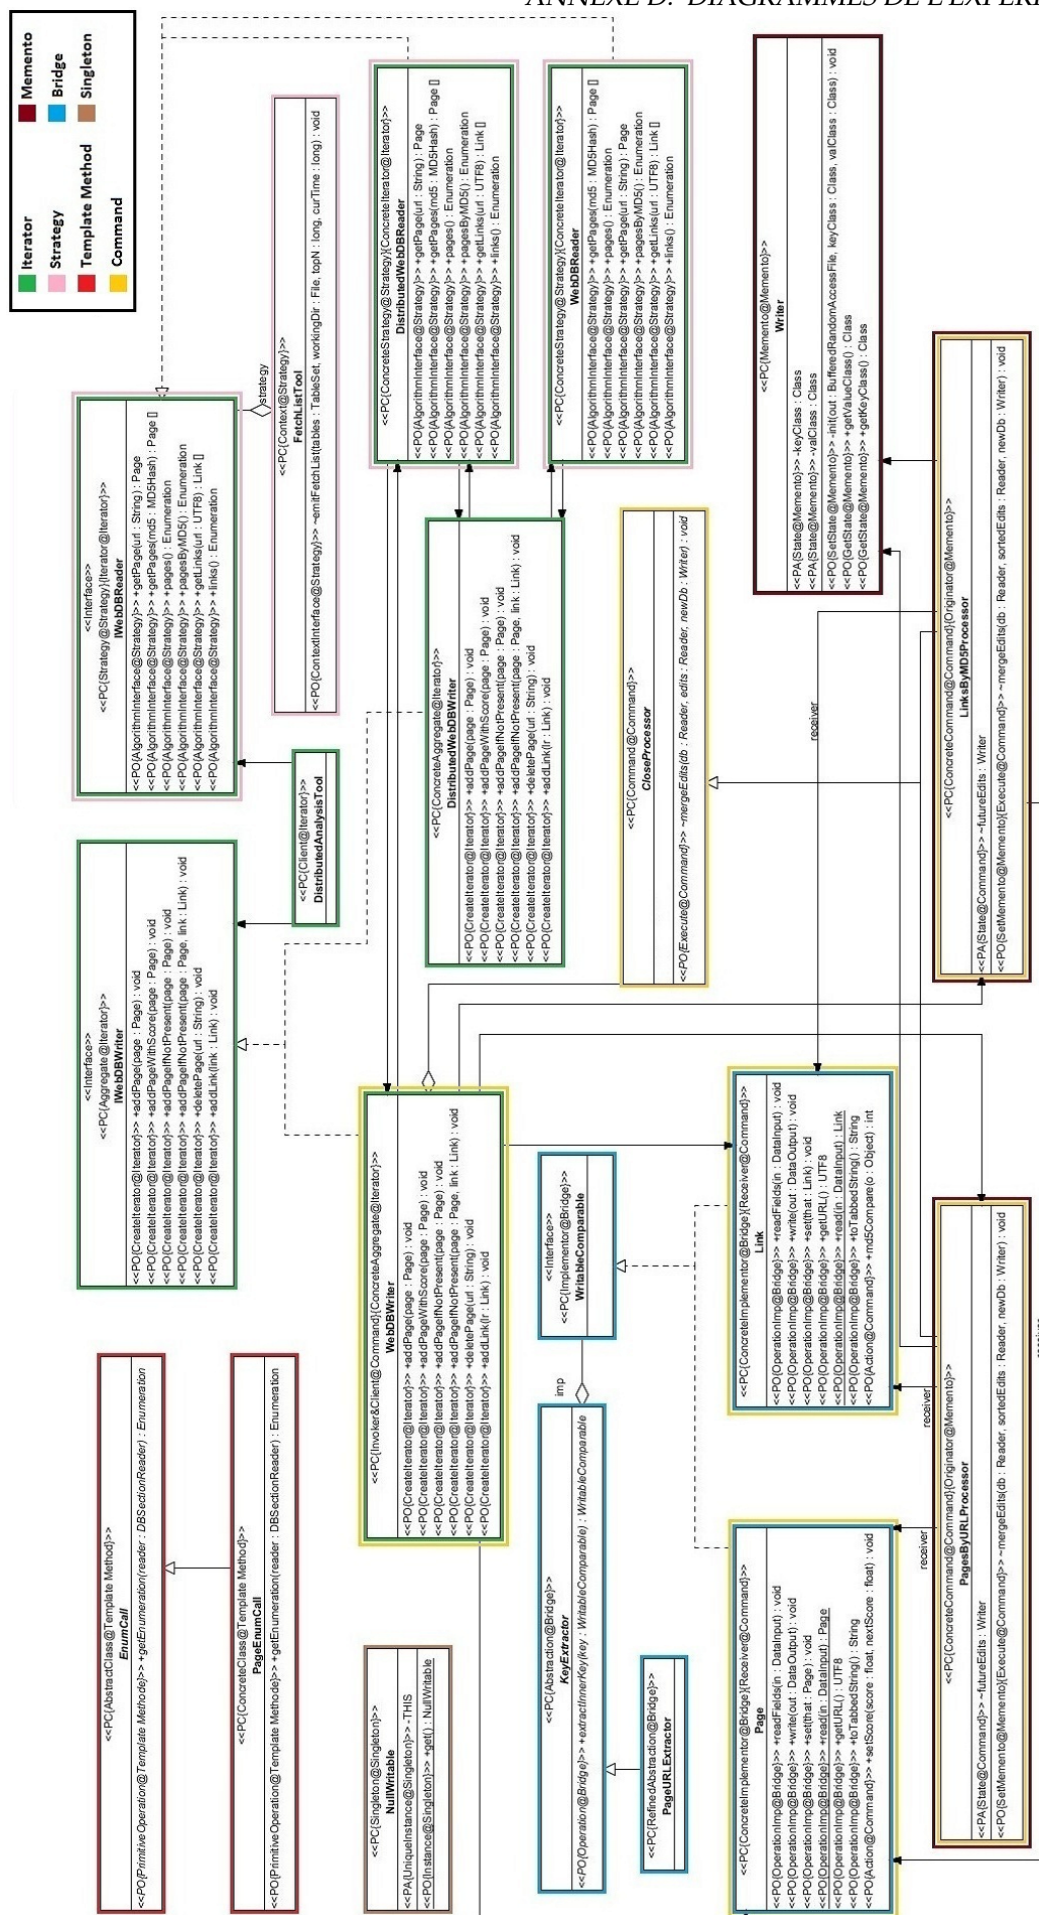 ANNEXE D. DIAGRAMMES DE L'EXPERI
Iterator
Strategy
Template Method
Command
Memento
Bridge
Singleton
<<Interface>>
<<PC{Strategy@Strategy}{Iterator@Iterator}>>
IWebDBReader
<<PO{AlgorithmInterface@Strategy}>> +getPage(url : String) : Page
<<PO{AlgorithmInterface@Strategy}>> +getPages(md5 : MD5Hash) : Page []
<<PO{AlgorithmInterface@Strategy}>> +pages() : Enumeration
<<PO{AlgorithmInterface@Strategy}>> +pagesByMD5() : Enumeration
<<PO{AlgorithmInterface@Strategy}>> +getLinks(url : UTF8) : Link []
<<PO{AlgorithmInterface@Strategy}>> +links() : Enumeration
strategy
<<PC{Context@Strategy}>>
FetchListTool
<<PO{ContextInterface@Strategy}>> ~emitFetchList(tables : TableSet, workingDir : File, topN : long, curTime : long) : void
<<PC{ConcreteStrategy@Strategy}{ConcreteIterator@Iterator}>>
DistributedWebDBReader
<<PO{AlgorithmInterface@Strategy}>> +getPage(url : String) : Page
<<PO{AlgorithmInterface@Strategy}>> +getPages(md5 : MD5Hash) : Page []
<<PO{AlgorithmInterface@Strategy}>> +pages() : Enumeration
<<PO{AlgorithmInterface@Strategy}>> +pagesByMD5() : Enumeration
<<PO{AlgorithmInterface@Strategy}>> +getLinks(url : UTF8) : Link []
<<PO{AlgorithmInterface@Strategy}>> +links() : Enumeration
<<PC{ConcreteStrategy@Strategy}{ConcreteIterator@Iterator}>>
WebDBReader
<<PO{AlgorithmInterface@Strategy}>> +getPages(md5 : MD5Hash) : Page []
<<PO{AlgorithmInterface@Strategy}>> +pages() : Enumeration
<<PO{AlgorithmInterface@Strategy}>> +getPage(url : String) : Page
<<PO{AlgorithmInterface@Strategy}>> +pagesByMD5() : Enumeration
<<PO{AlgorithmInterface@Strategy}>> +getLinks(url : UTF8) : Link []
<<PO{AlgorithmInterface@Strategy}>> +links() : Enumeration
<<PC{Memento@Memento}>>
Writer
<<PA{State@Memento}>> -keyClass : Class
<<PA{State@Memento}>> -valClass : Class
<<PO{SetState@Memento}>> -init(out : BufferedRandomAccessFile, keyClass : Class, valClass : Class) : void
<<PO{GetState@Memento}>> +getValueClass() : Class
<<PO{GetState@Memento}>> +getKeyClass() : Class
<<Interface>>
<<PC{Aggregate@Iterator}>>
IWebDBWriter
<<PO{CreateIterator@Iterator}>> +addPage(page : Page) : void
<<PO{CreateIterator@Iterator}>> +addPageWithScore(page : Page) : void
<<PO{CreateIterator@Iterator}>> +addPageIfNotPresent(page : Page) : void
<<PO{CreateIterator@Iterator}>> +addPageIfNotPresent(page : Page, link : Link) : void
<<PO{CreateIterator@Iterator}>> +deletePage(url : String) : void
<<PO{CreateIterator@Iterator}>> +addLink(link : Link) : void
<<PC{Client@Iterator}>>
DistributedAnalysisTool
<<PC{ConcreteAggregate@Iterator}>>
DistributedWebDBWriter
<<PO{CreateIterator@Iterator}>> +addPage(page : Page) : void
<<PO{CreateIterator@Iterator}>> +addPageWithScore(page : Page) : void
<<PO{CreateIterator@Iterator}>> +addPageIfNotPresent(page : Page) : void
<<PO{CreateIterator@Iterator}>> +addPageIfNotPresent(page : Page, link : Link) : void
<<PO{CreateIterator@Iterator}>> +deletePage(url : String) : void
<<PO{CreateIterator@Iterator}>> +addLink(lr : Link) : void
<<PC{Command@Command}>>
CloseProcessor
<<PO{Execute@Command}>> ~mergeEdits(db : Reader, edits : Reader, newDb : Writer) : void
receiver
<<PC{ConcreteCommand@Command}{Originator@Memento}>>
LinksByMD5Processor
<<PA{State@Command}>> ~futureEdits : Writer
<<PO{SetMemento@Memento}{Execute@Command}>> ~mergeEdits(db : Reader, sortedEdits : Reader, newDb : Writer) : void
<<PC{AbstractClass@Template Method}>>
EnumCall
<<PO{PrimitiveOperation@Template Methode}>> +getEnumeration(reader : DBSectionReader) : Enumeration
<<PC{ConcreteClass@Template Method}>>
PageEnumCall
<<PO{PrimitiveOperation@Template Methode}>> +getEnumeration(reader : DBSectionReader) : Enumeration
<<PC{Invoker&Client@Command}{ConcreteAggregate@Iterator}>>
WebDBWriter
<<PO{CreateIterator@Iterator}>> +addPage(page : Page) : void
<<PO{CreateIterator@Iterator}>> +addPageWithScore(page : Page) : void
<<PO{CreateIterator@Iterator}>> +addPageIfNotPresent(page : Page) : void
<<PO{CreateIterator@Iterator}>> +addPageIfNotPresent(page : Page, link : Link) : void
<<PO{CreateIterator@Iterator}>> +deletePage(url : String) : void
<<PO{CreateIterator@Iterator}>> +addLink(lr : Link) : void
<<PC{Singleton@Singleton}>>
NullWritable
<<PA{UniqueInstance@Singleton}>> -THIS
<<PO{Instance@Singleton}>> +get() : NullWritable
<<Interface>>
<<PC{Implementor@Bridge}>>
WritableComparable
imp
<<PC{Abstraction@Bridge}>>
KeyExtractor
<<PO{Operation@Bridge}>> +extractInnerKey(key : WritableComparable) : WritableComparable
<<PC{RefinedAbstraction@Bridge}>>
PageURLExtractor
<<PC{ConcreteImplementor@Bridge}{Receiver@Command}>>
Link
<<PO{OperationImp@Bridge}>> +readFields(in : DataInput) : void
<<PO{OperationImp@Bridge}>> +write(out : DataOutput) : void
<<PO{OperationImp@Bridge}>> +set(that : Link) : void
<<PO{OperationImp@Bridge}>> +getURL() : UTF8
<<PO{OperationImp@Bridge}>> +read(in : DataInput) : Link
<<PO{OperationImp@Bridge}>> +toTabbedString() : String
<<PO{Action@Command}>> +md5Compare(o : Object) : int
<<PC{ConcreteImplementor@Bridge}{Receiver@Command}>>
Page
<<PO{OperationImp@Bridge}>> +readFields(in : DataInput) : void
<<PO{OperationImp@Bridge}>> +write(out : DataOutput) : void
<<PO{OperationImp@Bridge}>> +set(that : Page) : void
<<PO{OperationImp@Bridge}>> +read(in : DataInput) : Page
<<PO{OperationImp@Bridge}>> +getURL() : UTF8
<<PO{OperationImp@Bridge}>> +toTabbedString() : String
<<PO{Action@Command}>> +setScore(score : float, nextScore : float) : void
receiver
receiver
<<PC{ConcreteCommand@Command}{Originator@Memento}>>
PagesByURLProcessor
<<PA{State@Command}>> ~futureEdits : Writer
<<PO{SetMemento@Memento}{Execute@Command}>> ~mergeEdits(db : Reader, sortedEdits : Reader, newDb : Writer) : void